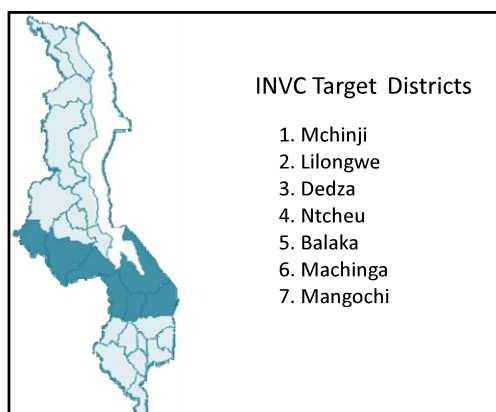 INVC Target Districts
1. Mchinji
2. Lilongwe
3. Dedza
4. Ntcheu
5. Balaka
6. Machinga
7. Mangochi